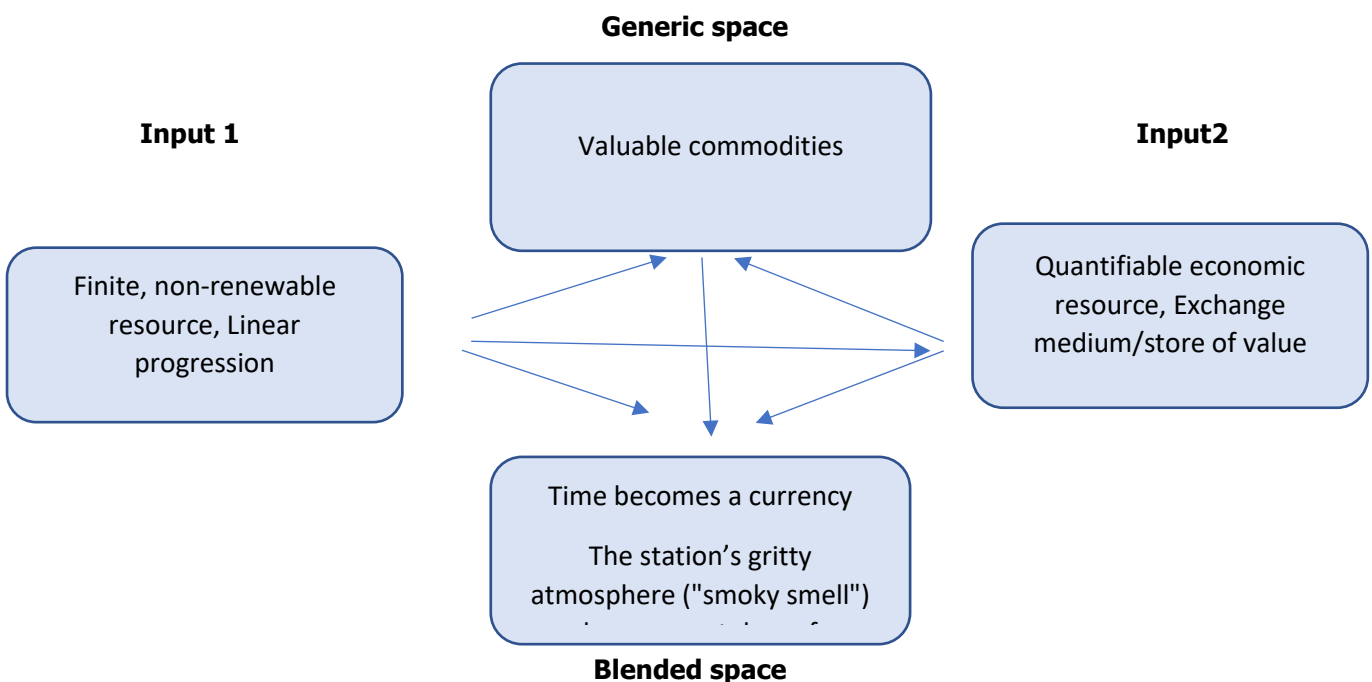 Generic space
Valuable commodities
Input 1
Input2
Finite, non-renewable
resource, Linear
progression
Quantifiable economic
resource, Exchange
medium/store of value
Time becomes a currency
The station’s gritty
atmosphere ("smoky smell")
Blended space